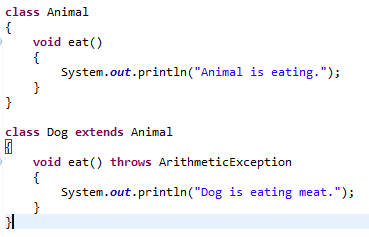 class Animal
{
void eat()
{
System.out.println("Animal is eating.");
}
}
class Dog extends Animal
{
void eat() throws ArithmeticException
{
System.out.println("Dog is eating meat.");
}
}